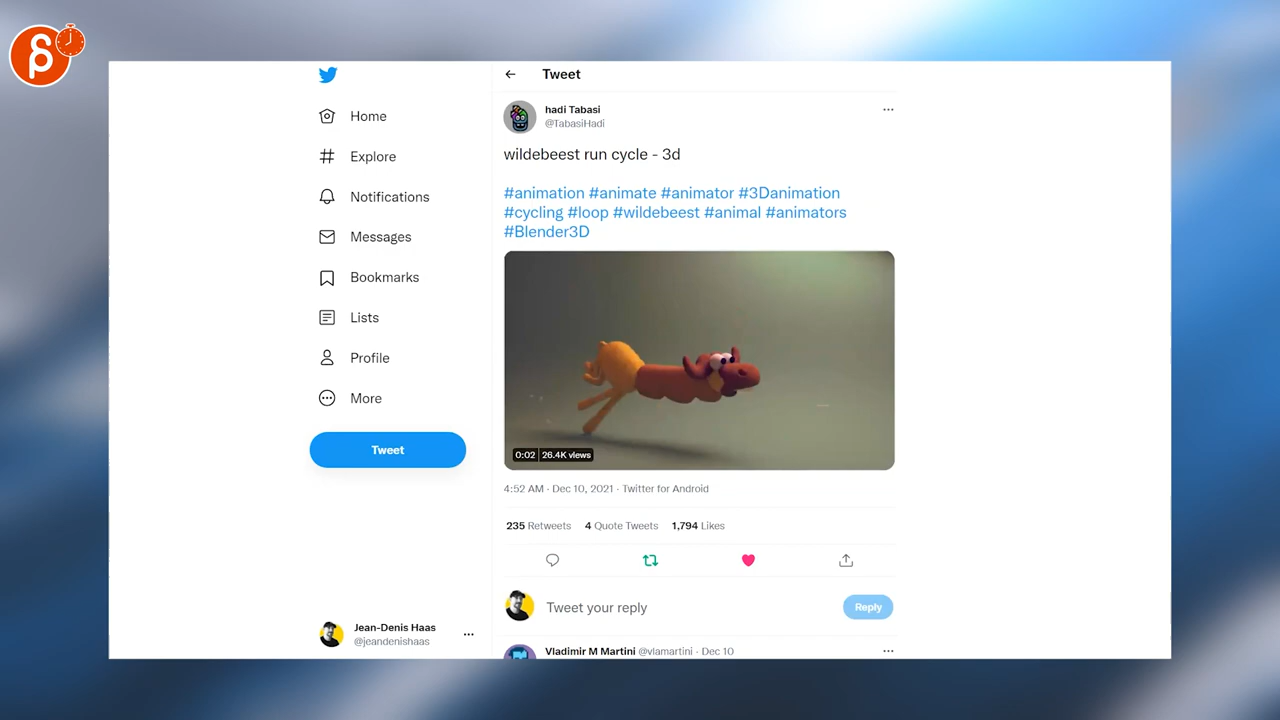 Tweet
Home
Explore
Notifications
Messages
Bookmarks
Lists
Profile
More
Tweet
Jean-Denis Haas
@jeandenishaas
hadi Tabasi
@TabasiHadi
wildebeest run cycle - 3d
#animation #animate #animator #3Danimation
#cycling #loop #wildebeest #animal #animators
#Blender3D
0:02 26.4K views
4:52 AM · Dec 10, 2021 · Twitter for Android
235 Retweets 4 Quote Tweets 1,794 Likes
Tweet your reply
Reply
Vladimir M Martini @vlamartini · Dec 10